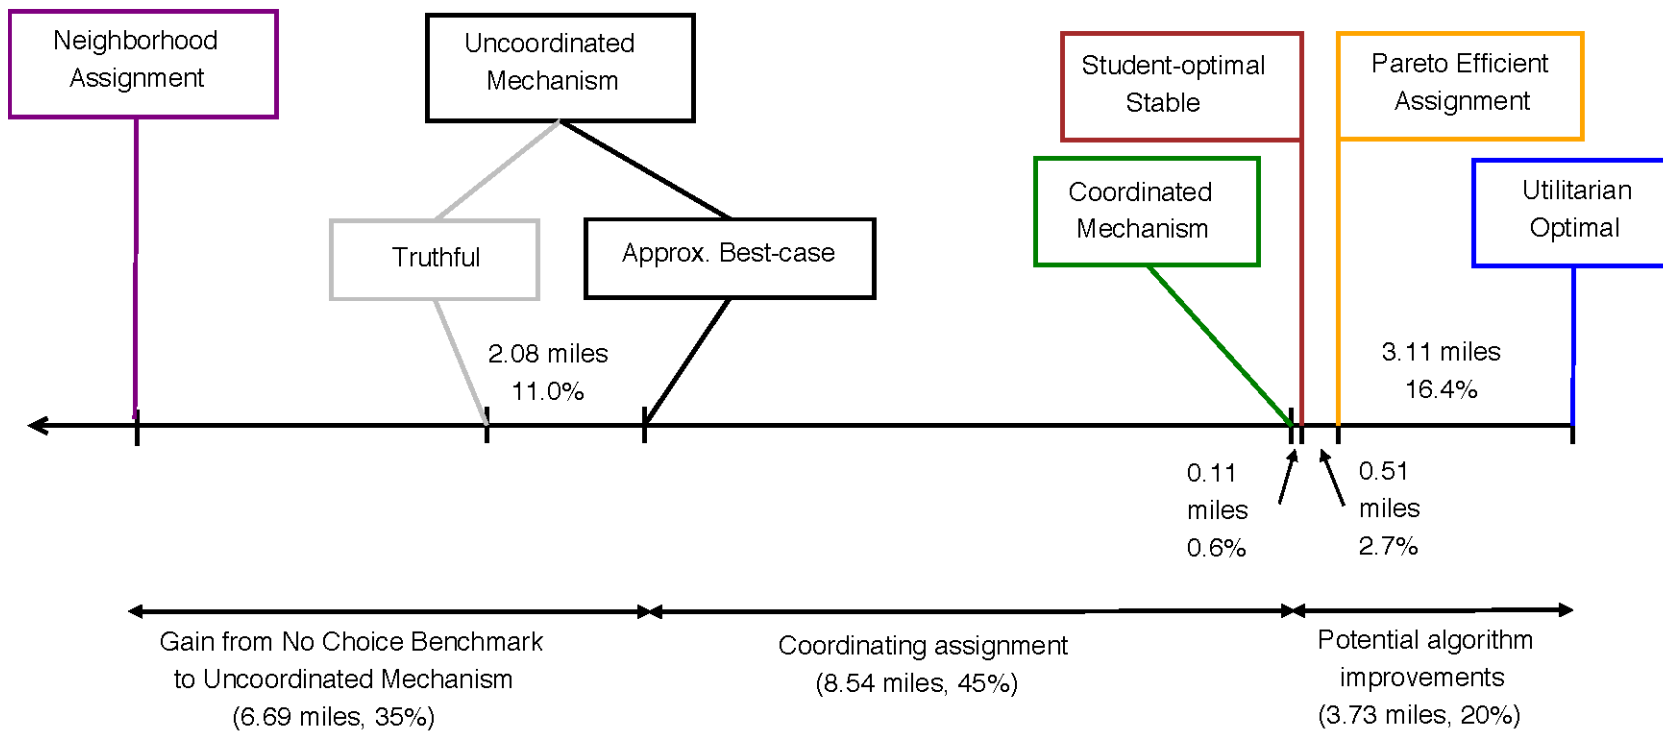 Neighborhood
Assignment
Uncoordinated
Mechanism
Student-optimal
Stable
Pareto Efficient
Assignment
Coordinated
Mechanism
Utilitarian
Optimal
Truthful
Approx. Best-case
2.08 miles
11.0%
3.11 miles
16.4%
0.11
miles
0.6%
0.51
miles
2.7%
Gain from No Choice Benchmark
to Uncoordinated Mechanism
(6.69 miles, 35%)
Coordinating assignment
(8.54 miles, 45%)
Potential algorithm
improvements
(3.73 miles, 20%)